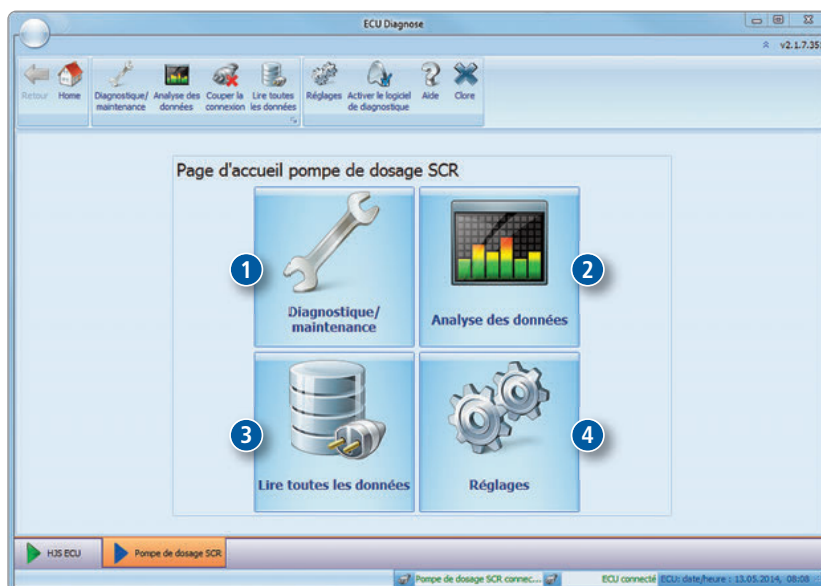 ECU Diagnose
v2.1.7.35
Retour
Home
Diagnostique/
maintenance
Analyse des
données
Couper la
connexion
Lire toutes
les données
Réglages
Activer le logiciel
de diagnostique
Aide
Clore
Page d'accueil pompe de dosage SCR
1
Diagnostique/
maintenance
2
Analyse des données
3
Lire toutes les données
4
Réglages
HJS ECU
Pompe de dosage SCR
Pompe de dosage SCR connec...
ECU connecté
ECU: date/heure : 13.05.2014, 08:08